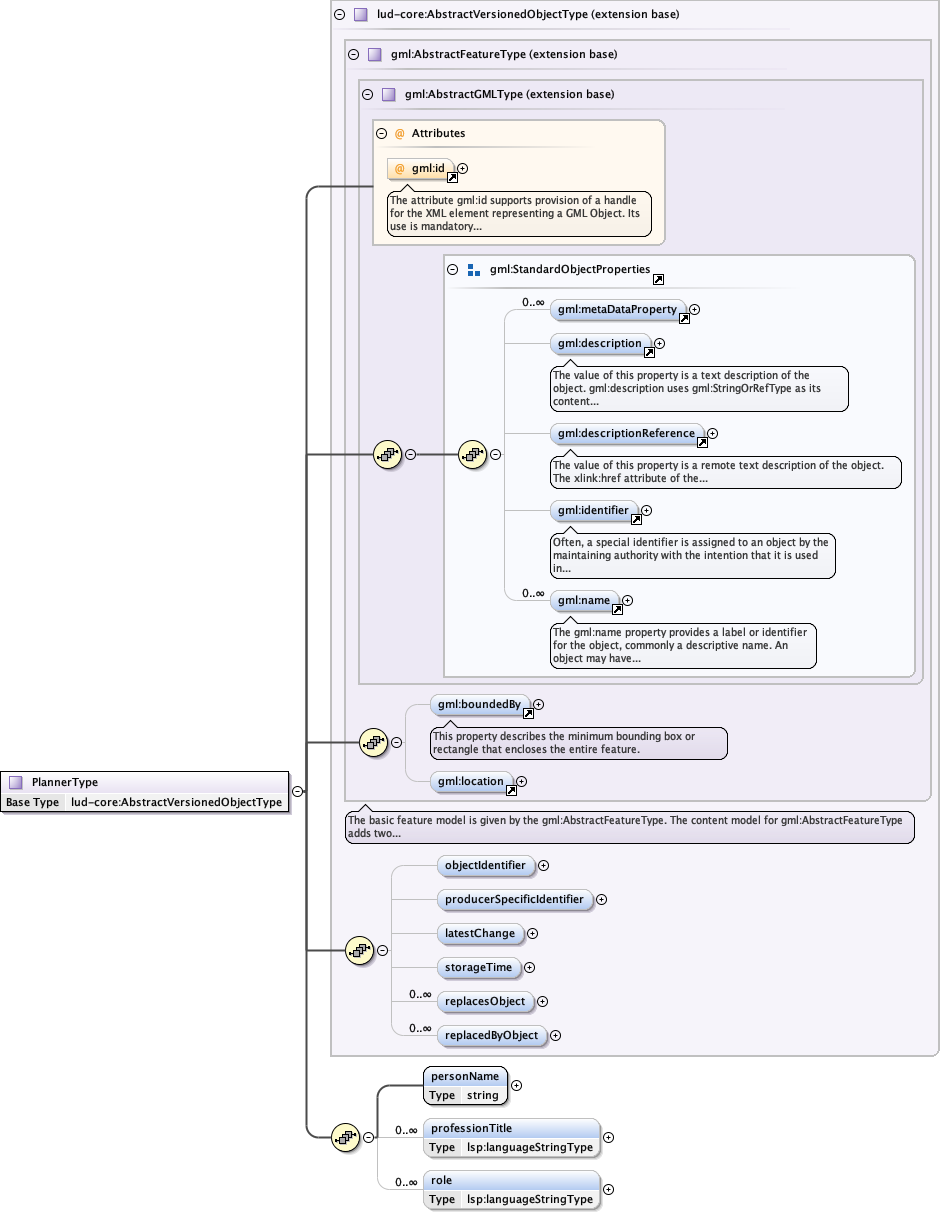 lud-core:AbstractVersionedObjectType (extension base)
gml:AbstractFeatureType (extension base)
gml:AbstractGMLType (extension base)
@ Attributes
@ gml:id
The attribute gml:id supports provision of a handle
for the XML element representing a GML Object. Its
use is mandatory...
gml:StandardObjectProperties
0..∞
gml:metaDataProperty
gml:description
The value of this property is a text description of the
object. gml:description uses gml:StringOrRefType as its
content...
gml:descriptionReference
The value of this property is a remote text description of the object.
The xlink:href attribute of the...
gml:identifier
Often, a special identifier is assigned to an object by the
maintaining authority with the intention that it is used
in...
0..∞
gml:name
The gml:name property provides a label or identifier
for the object, commonly a descriptive name. An
object may have...
gml:boundedBy
This property describes the minimum bounding box or
rectangle that encloses the entire feature.
gml:location
PlannerType
Base Type lud-core:AbstractVersionedObjectType
The basic feature model is given by the gml:AbstractFeatureType. The content model for gml:AbstractFeatureType
adds two...
objectIdentifier
producerSpecificIdentifier
latestChange
storageTime
0..∞
replacesObject
0..∞
replacedByObject
personName
Type string
0..∞
professionTitle
Type lsp:languageStringType
0..∞
role
Type lsp:languageStringType